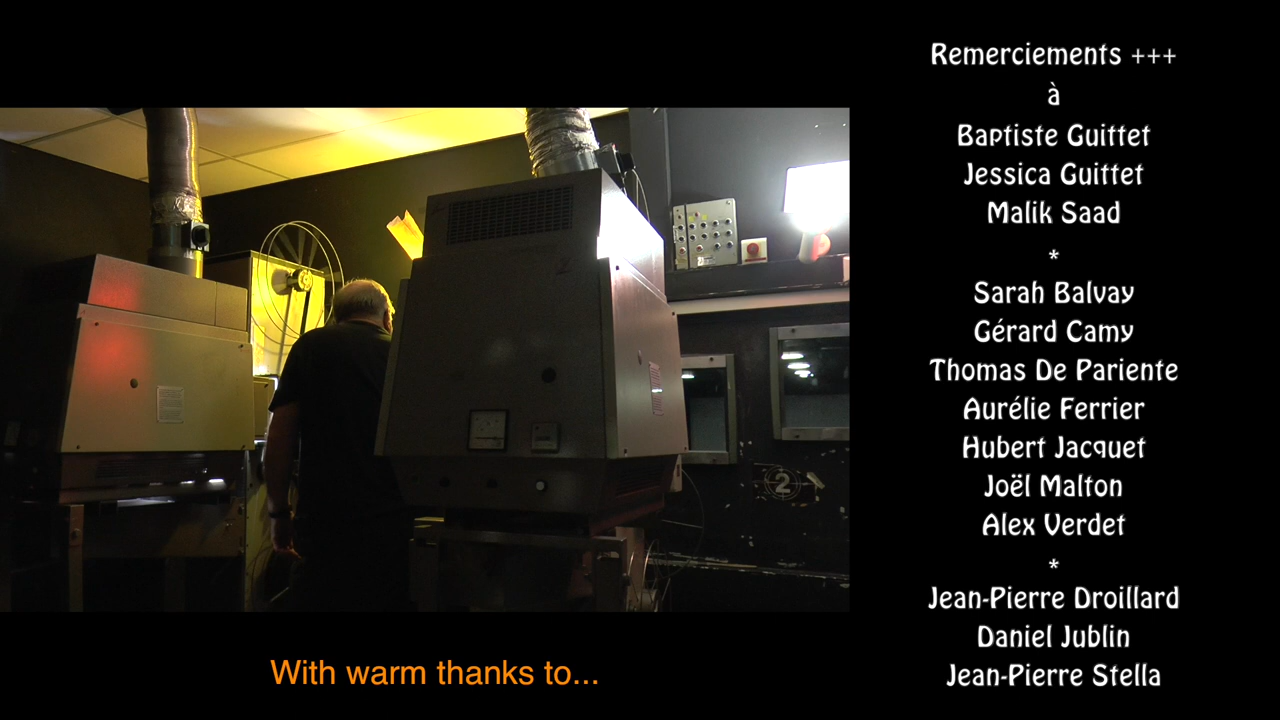 Remerciements +++
à
Baptiste Guittet
Jessica Guittet
Malik Saad
*
Sarah Balvay
Gérard Camy
Thomas De Pariente
Aurélie Ferrier
Hubert Jacquet
Joël Malton
Alex Verdet
*
Jean-Pierre Droillard
Daniel Jublin
Jean-Pierre Stella
2
With warm thanks to...